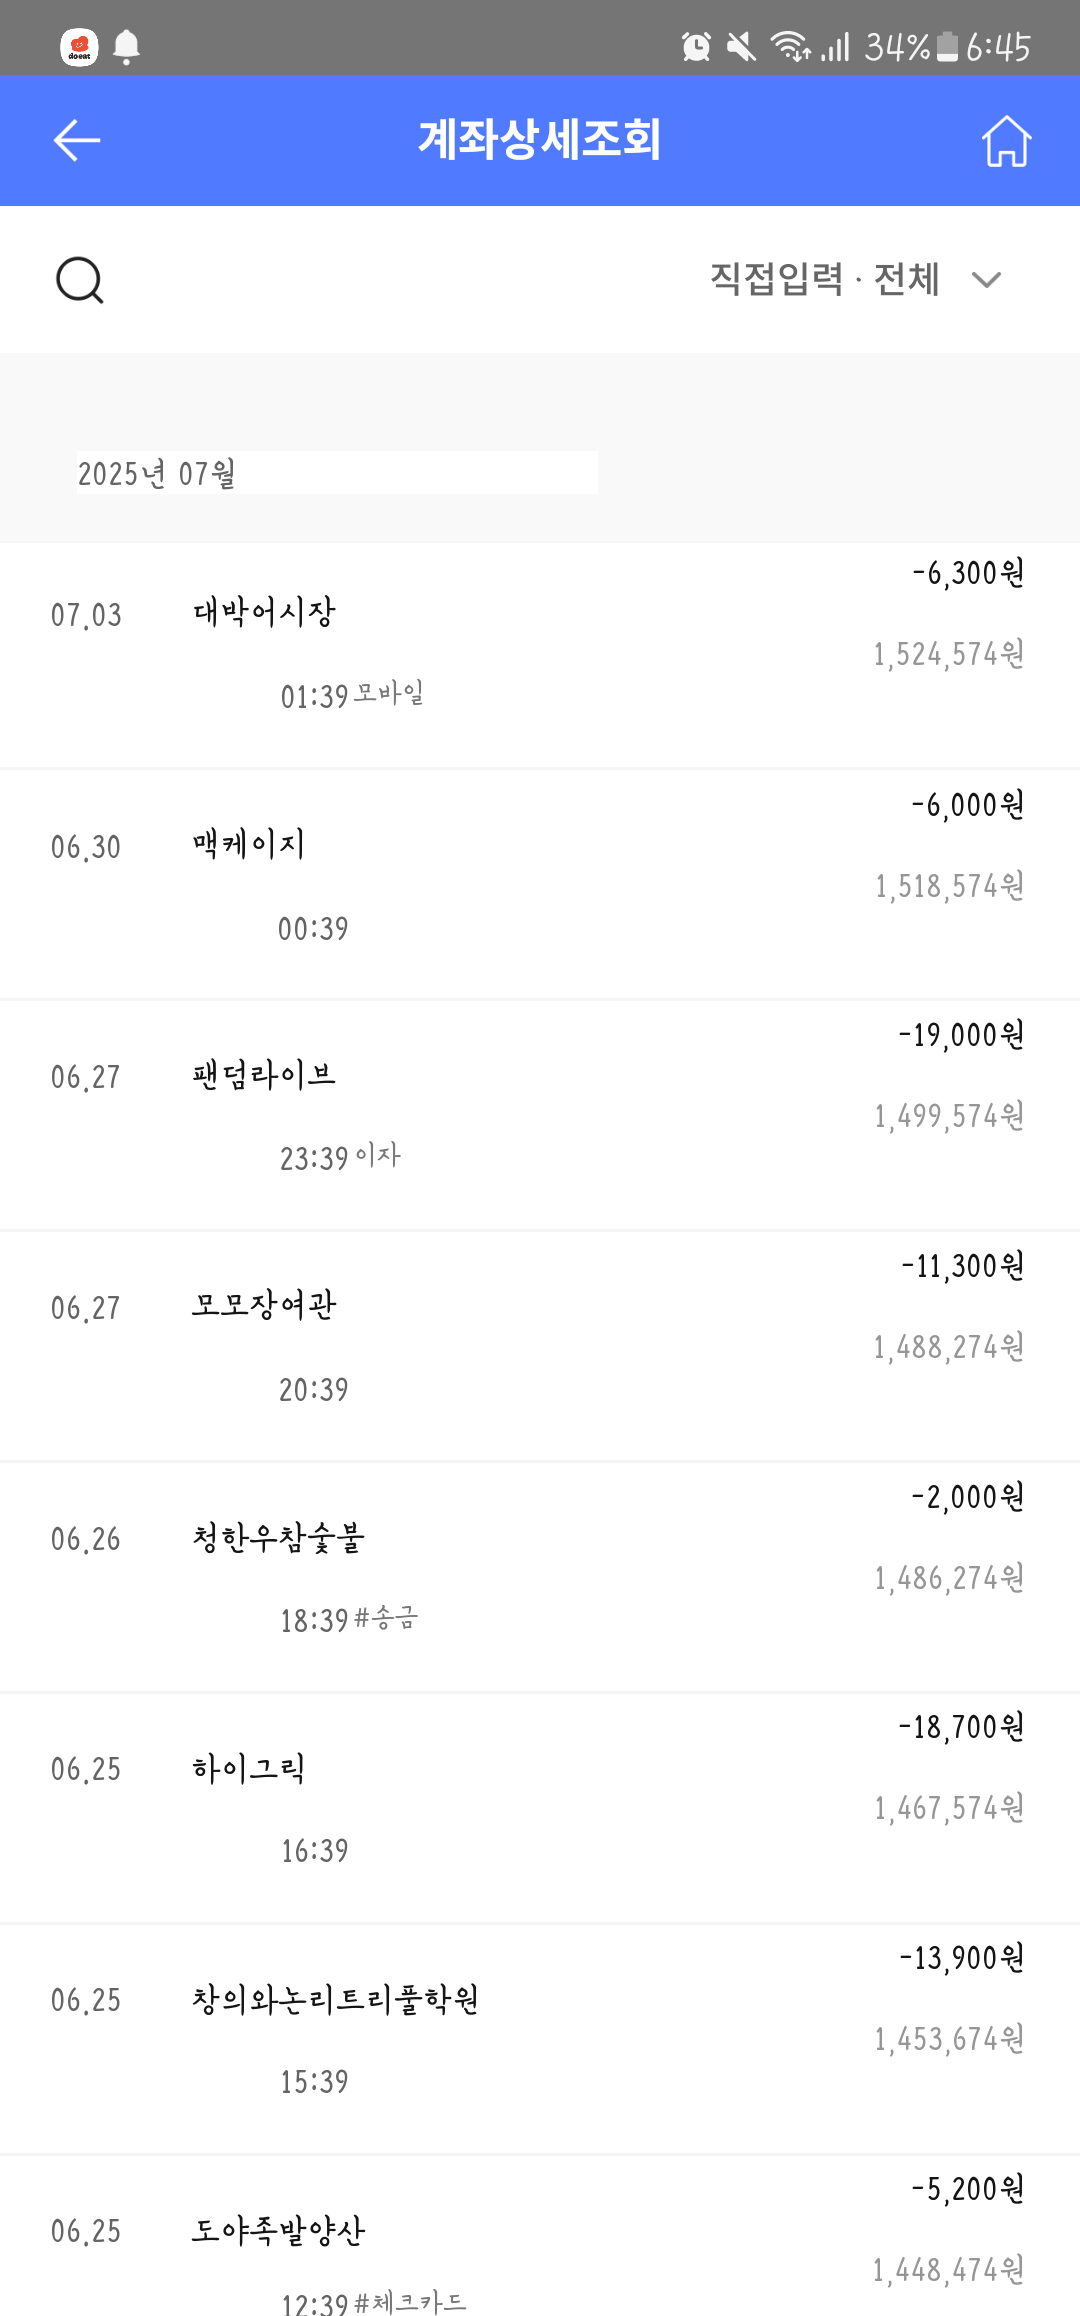 doeat
34% 6:45
계좌상세조회
직접입력 · 전체
2025년 07월
-6,300원
07.03 대박어시장
1,524,574원
01:39 모바일
-6,000원
06.30 맥케이지
1,518,574원
00:39
-19,000원
06.27 팬덤라이브
1,499,574원
23:39 이자
-11,300원
06.27 모모장여관
1,488,274원
20:39
-2,000원
06.26 청한우참숯불
1,486,274원
18:39 #송금
-18,700원
06.25 하이그릭
1,467,574원
16:39
-13,900원
06.25 창의와논리트리풀학원
1,453,674원
15:39
-5,200원
06.25 도야족발양산
1,448,474원
12:39 #체크카드